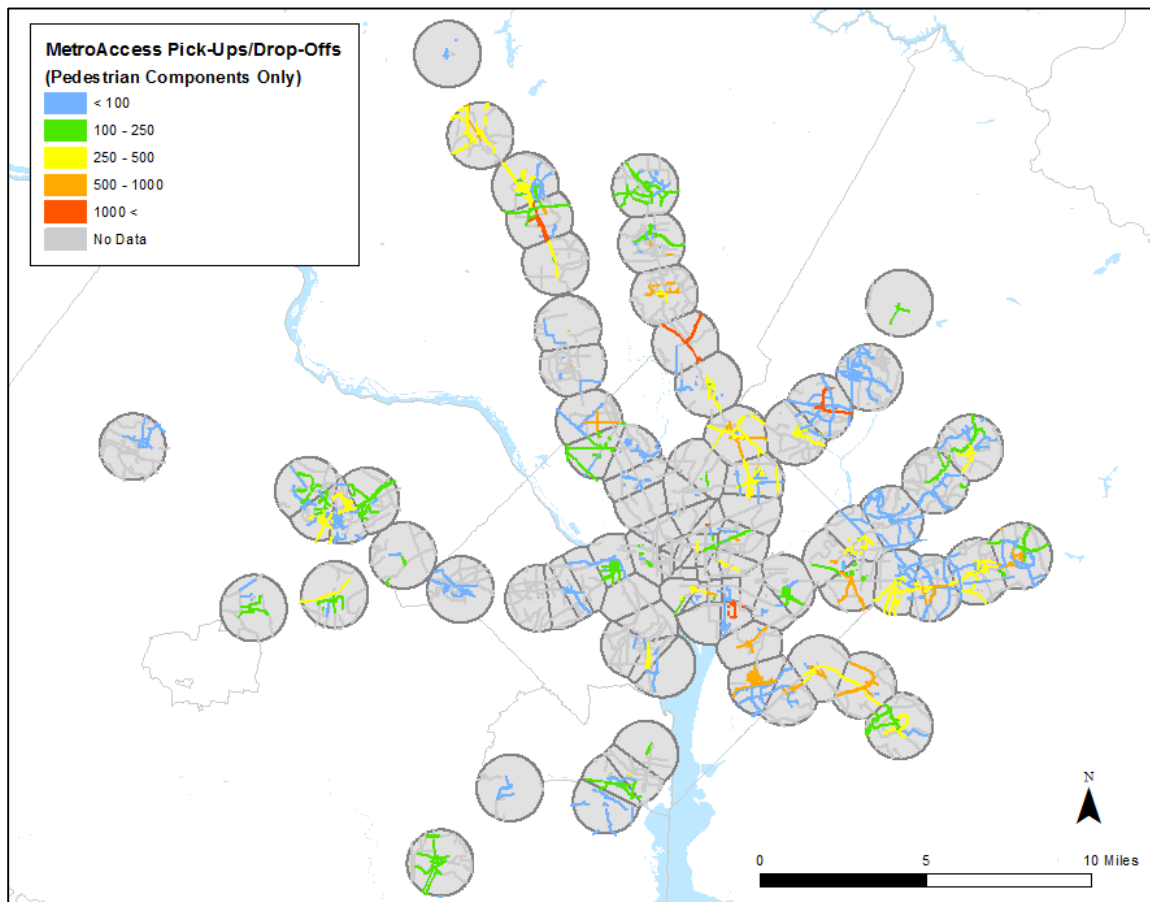 MetroAccess Pick-Ups/Drop-Offs
(Pedestrian Components Only)
< 100
100 - 250
250 - 500
500 - 1000
1000 <
No Data
N
0 5 10 Miles